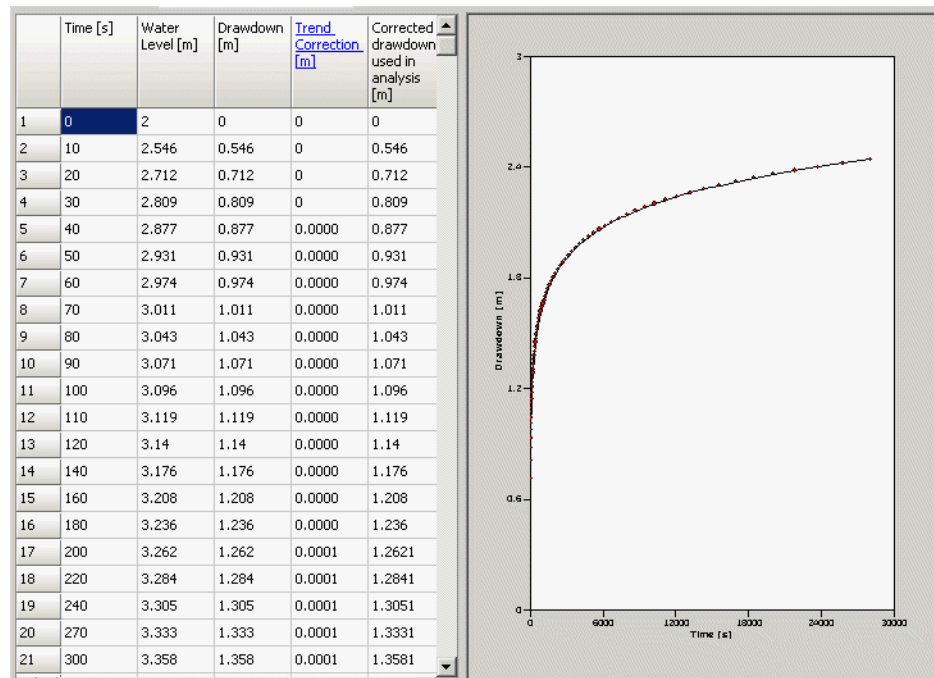 Time [s] Water Level [m] Drawdown [m] Trend Correction [m] Corrected drawdown used in analysis [m]
1 0 2 0 0 0
2 10 2.546 0.546 0 0.546
3 20 2.712 0.712 0 0.712
4 30 2.809 0.809 0 0.809
5 40 2.877 0.877 0.0000 0.877
6 50 2.931 0.931 0.0000 0.931
7 60 2.974 0.974 0.0000 0.974
8 70 3.011 1.011 0.0000 1.011
9 80 3.043 1.043 0.0000 1.043
10 90 3.071 1.071 0.0000 1.071
11 100 3.096 1.096 0.0000 1.096
12 110 3.119 1.119 0.0000 1.119
13 120 3.14 1.14 0.0000 1.14
14 140 3.176 1.176 0.0000 1.176
15 160 3.208 1.208 0.0000 1.208
16 180 3.236 1.236 0.0000 1.236
17 200 3.262 1.262 0.0001 1.2621
18 220 3.284 1.284 0.0001 1.2841
19 240 3.305 1.305 0.0001 1.3051
20 270 3.333 1.333 0.0001 1.3331
21 300 3.358 1.358 0.0001 1.3581
3
2.4
1.8
1.2
0.6
0
Drawdown [m]
0 6000 12000 18000 24000 30000
Time [s]